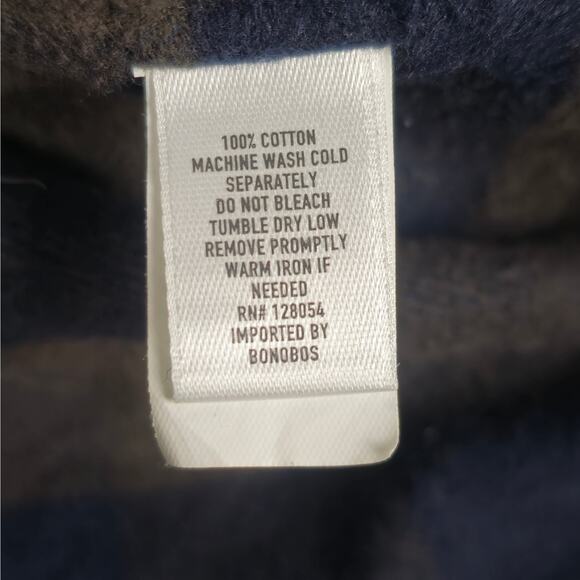 100% COTTON
MACHINE WASH COLD
SEPARATELY
DO NOT BLEACH
TUMBLE DRY LOW
REMOVE PROMPTLY
WARM IRON IF
NEEDED
RN# 128054
IMPORTED BY
BONOBOS